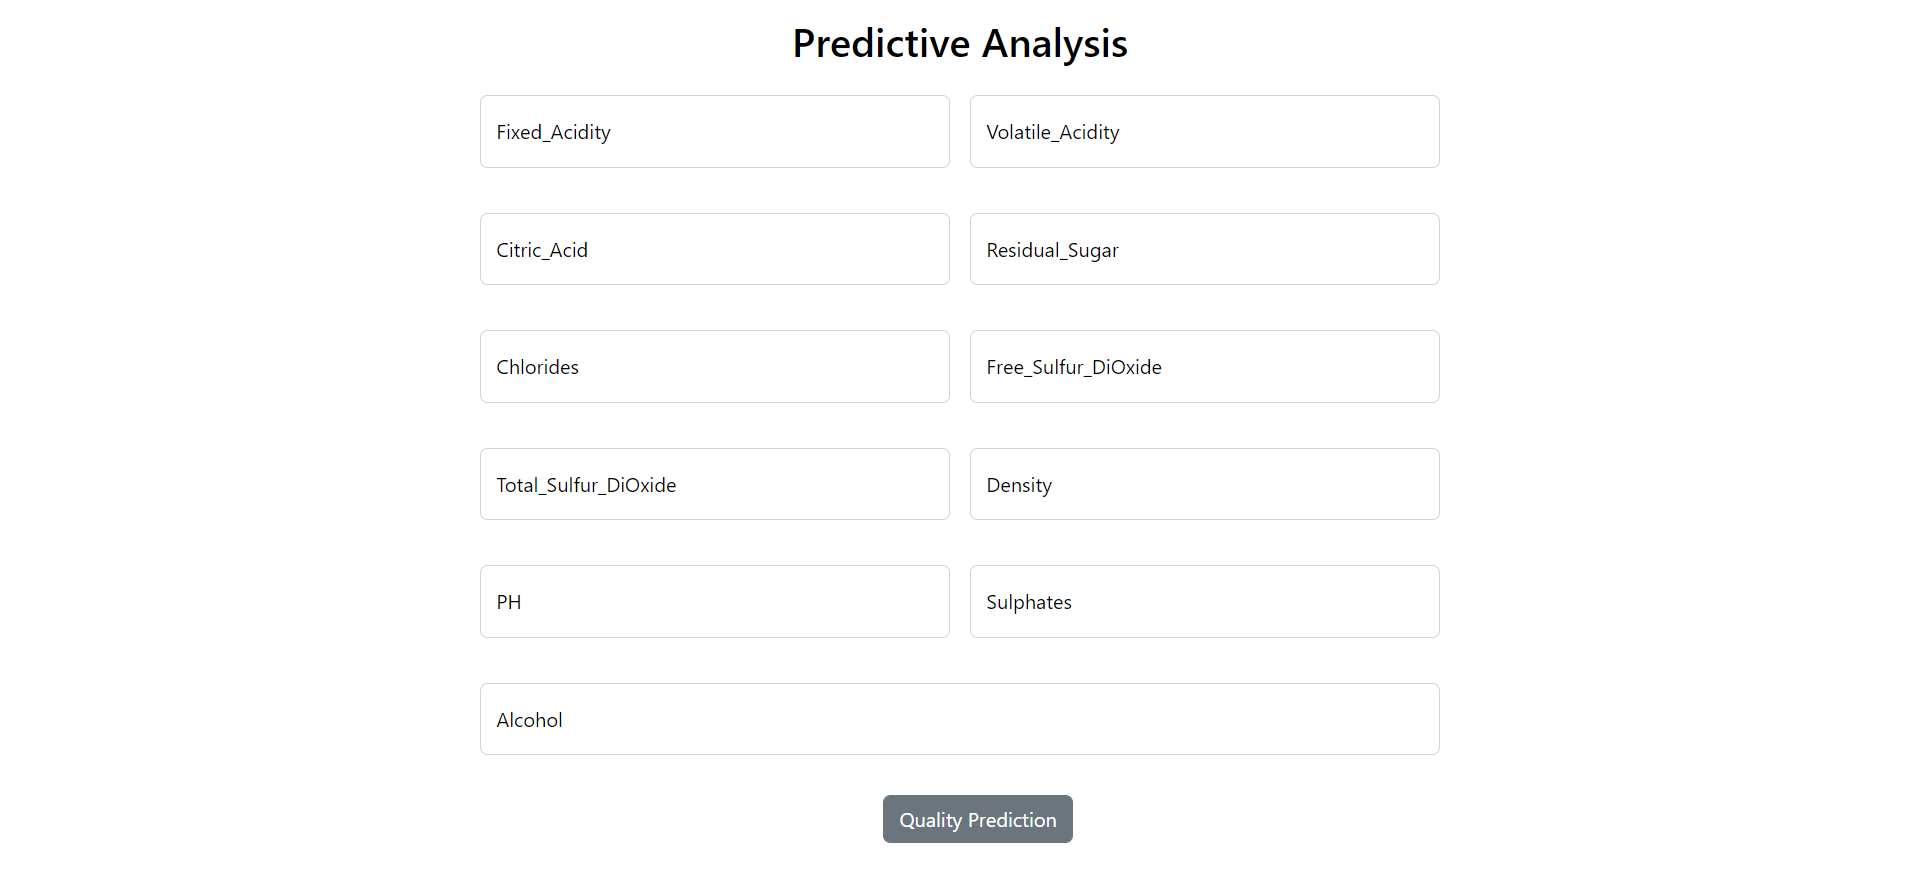 Predictive Analysis
Fixed_Acidity
Volatile_Acidity
Citric_Acid
Residual_Sugar
Chlorides
Free_Sulfur_DiOxide
Total_Sulfur_DiOxide
Density
PH
Sulphates
Alcohol
Quality Prediction